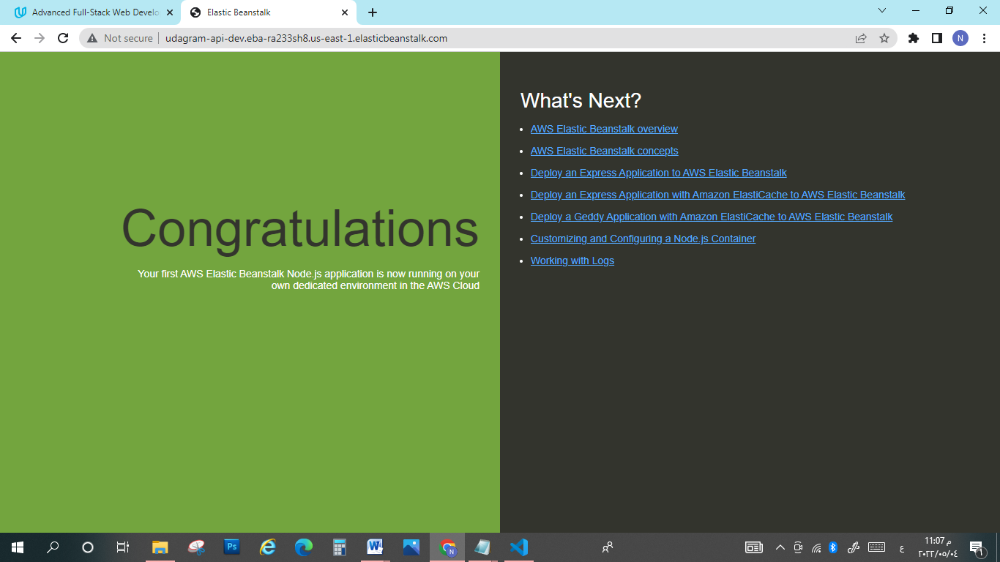 Advanced Full-Stack Web Develo
Elastic Beanstalk
Not secure
udagram-api-dev.eba-ra233sh8.us-east-1.elasticbeanstalk.com
N
Congratulations
Your first AWS Elastic Beanstalk Node.js application is now running on your
own dedicated environment in the AWS Cloud
What's Next?
AWS Elastic Beanstalk overview
AWS Elastic Beanstalk concepts
Deploy an Express Application to AWS Elastic Beanstalk
Deploy an Express Application with Amazon ElastiCache to AWS Elastic Beanstalk
Deploy a Geddy Application with Amazon ElastiCache to AWS Elastic Beanstalk
Customizing and Configuring a Node.js Container
Working with Logs
Ps
W
N
ع
11:07 م
٢٠٢٢/٠٥/٠٤
1